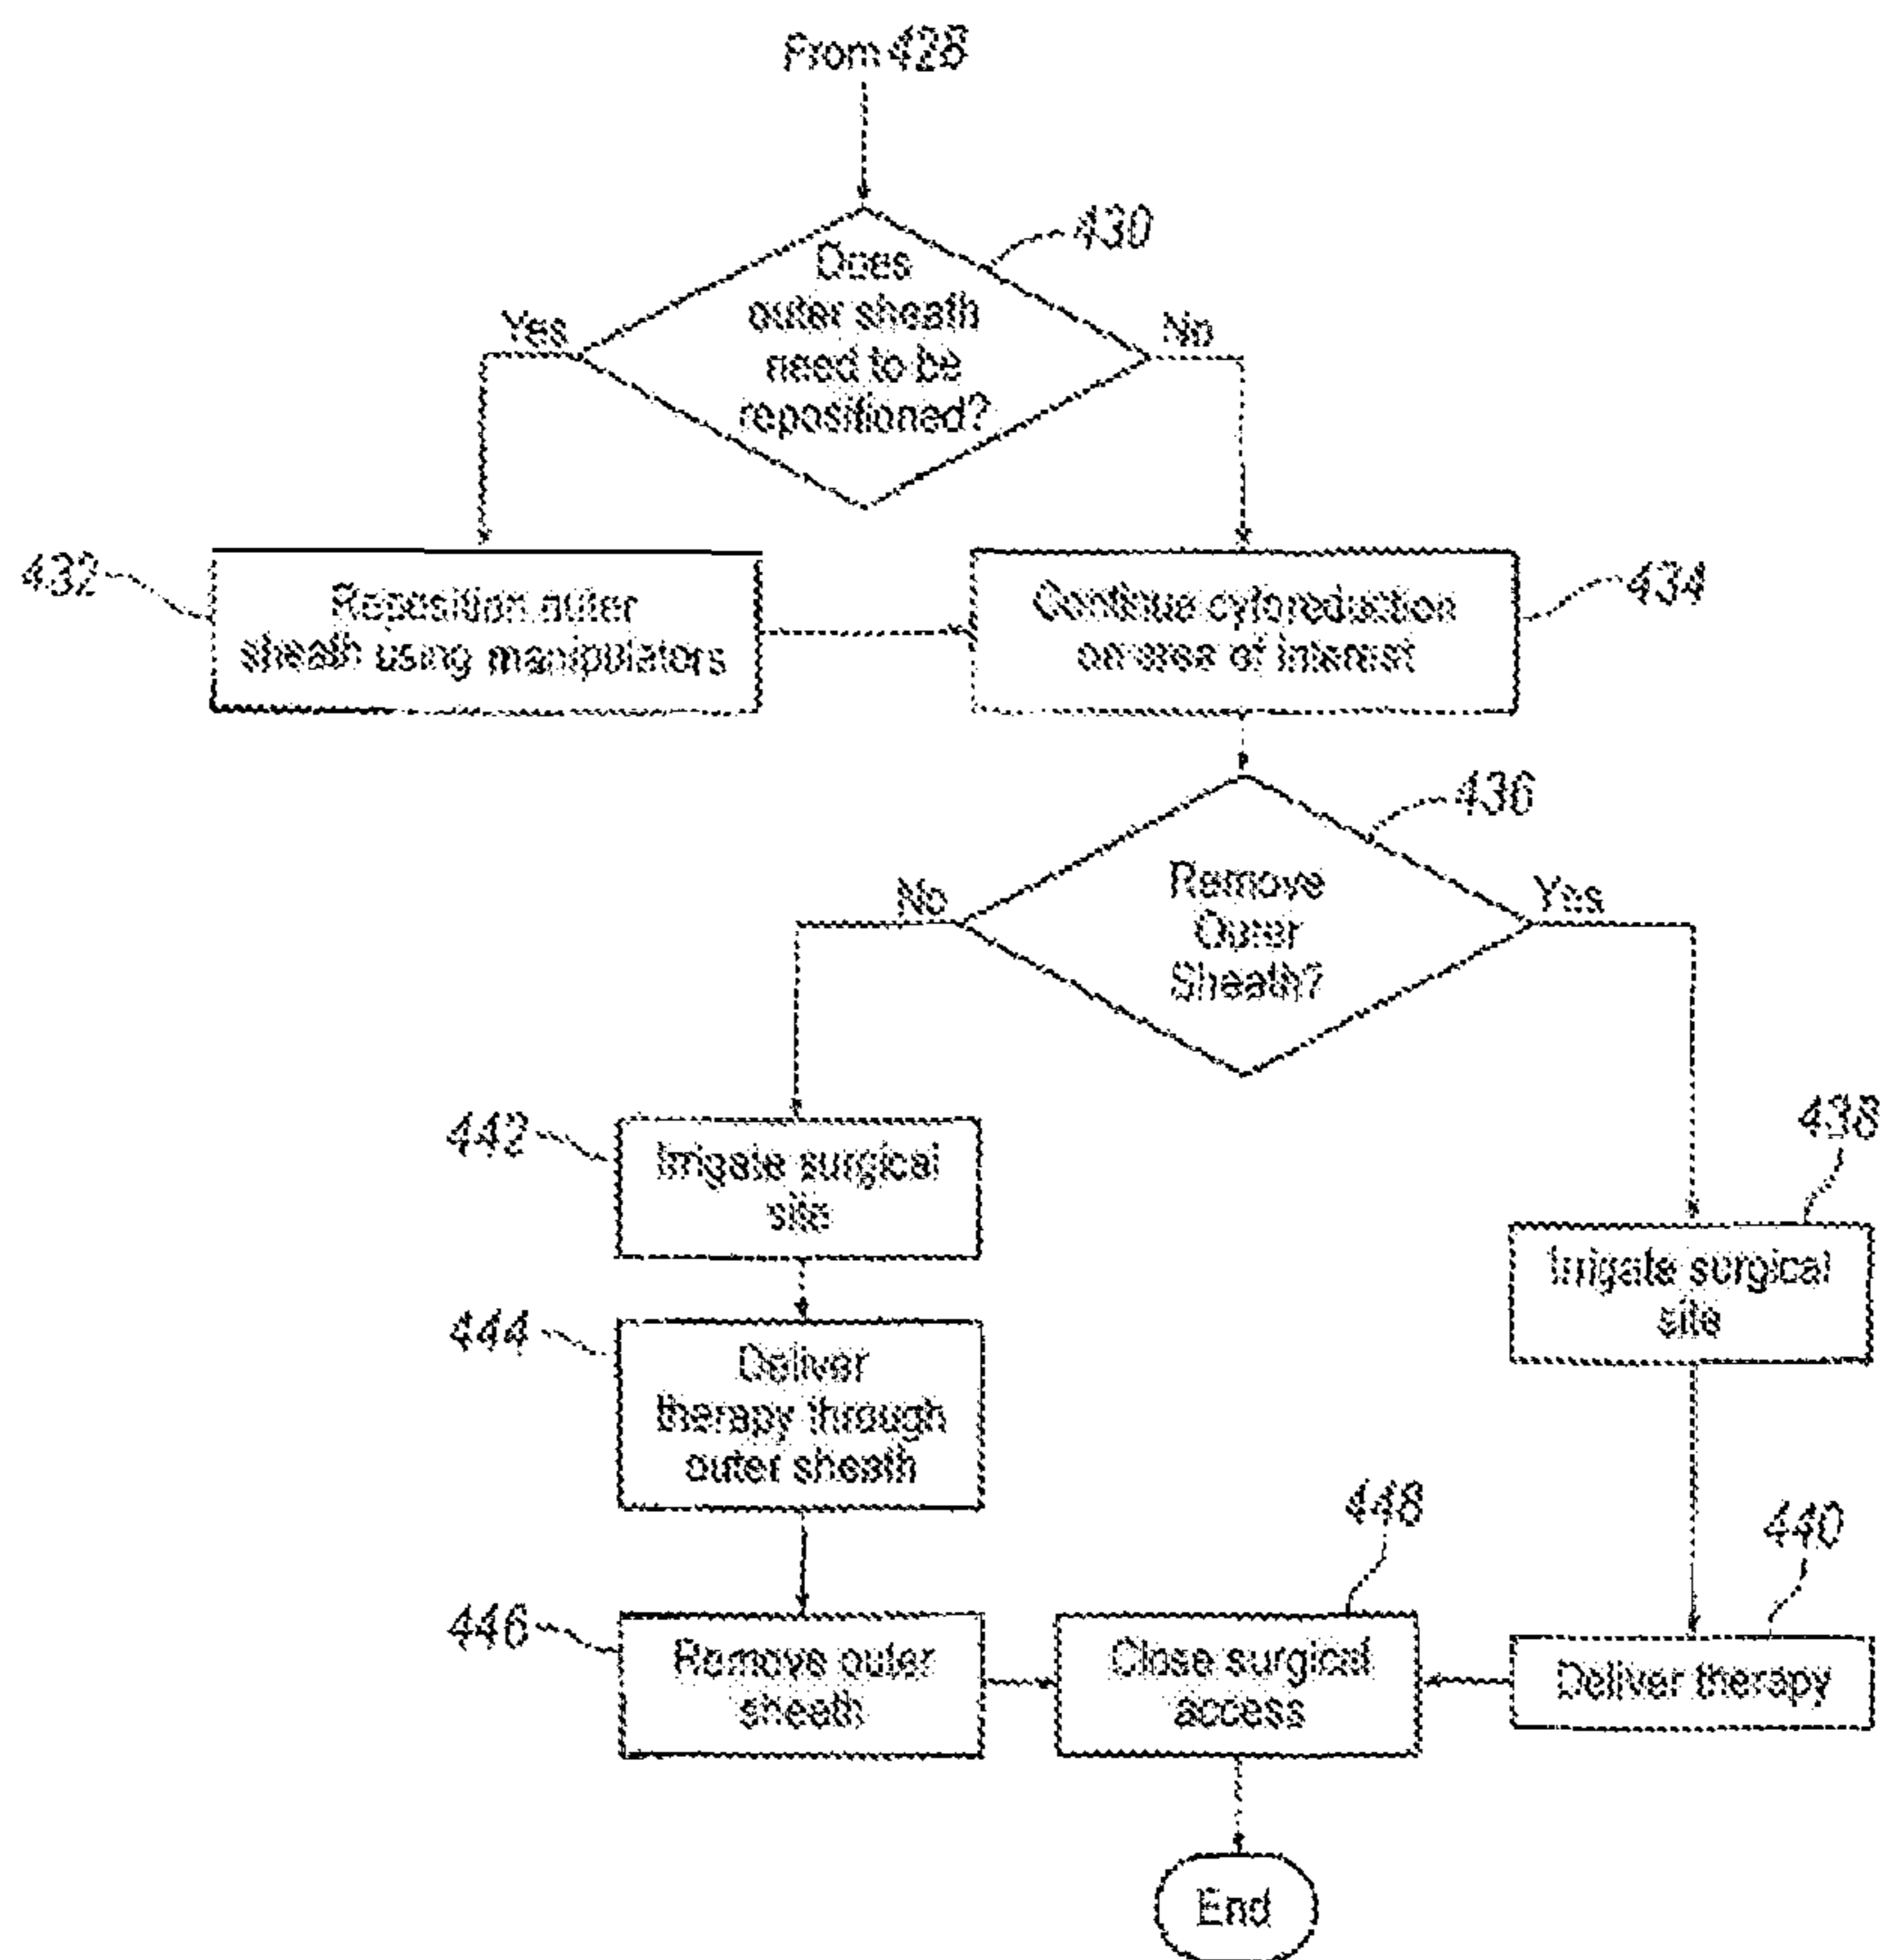 From 428
430
Does
outer sheath
need to be
repositioned?
Yes
No
432
Reposition outer
sheath using manipulators
Continue cytoreduction
on area of interest
434
436
Remove
Outer
Sheath?
No
Yes
442
Irrigate surgical
site
438
Irrigate surgical
site
444
Deliver
therapy through
outer sheath
448
440
446
Remove outer
sheath
Close surgical
access
Deliver therapy
End